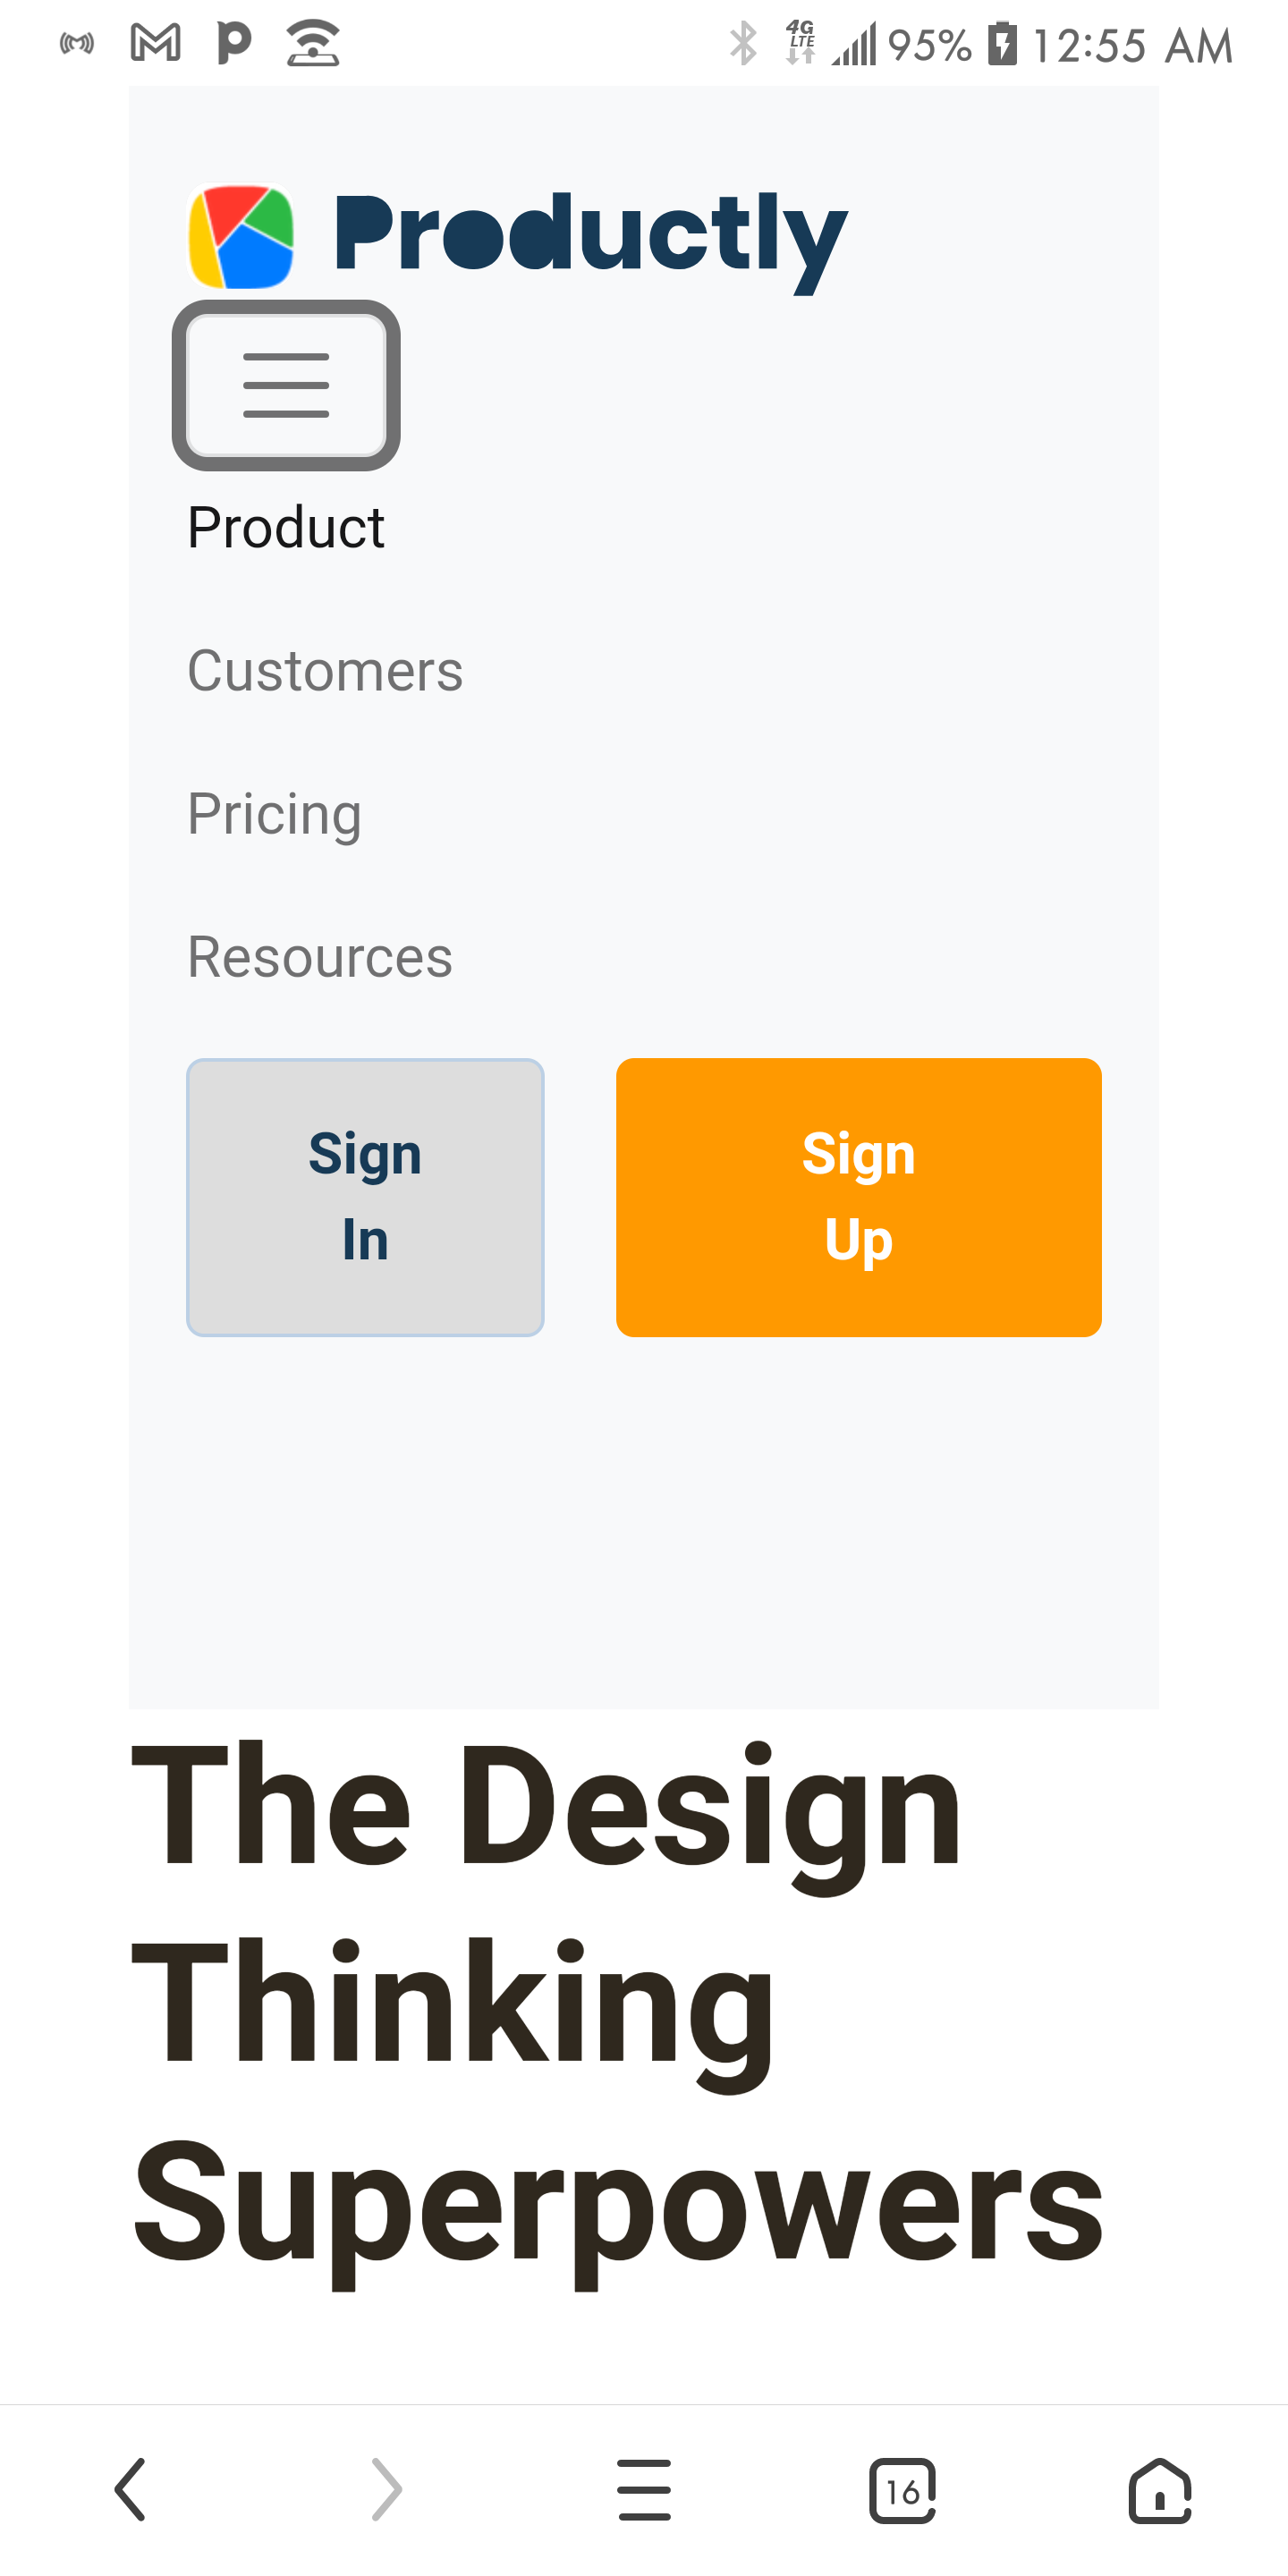 4G LTE 95% 12:55 AM
Productly
Product
Customers
Pricing
Resources
Sign In
Sign Up
The Design
Thinking
Superpowers
16